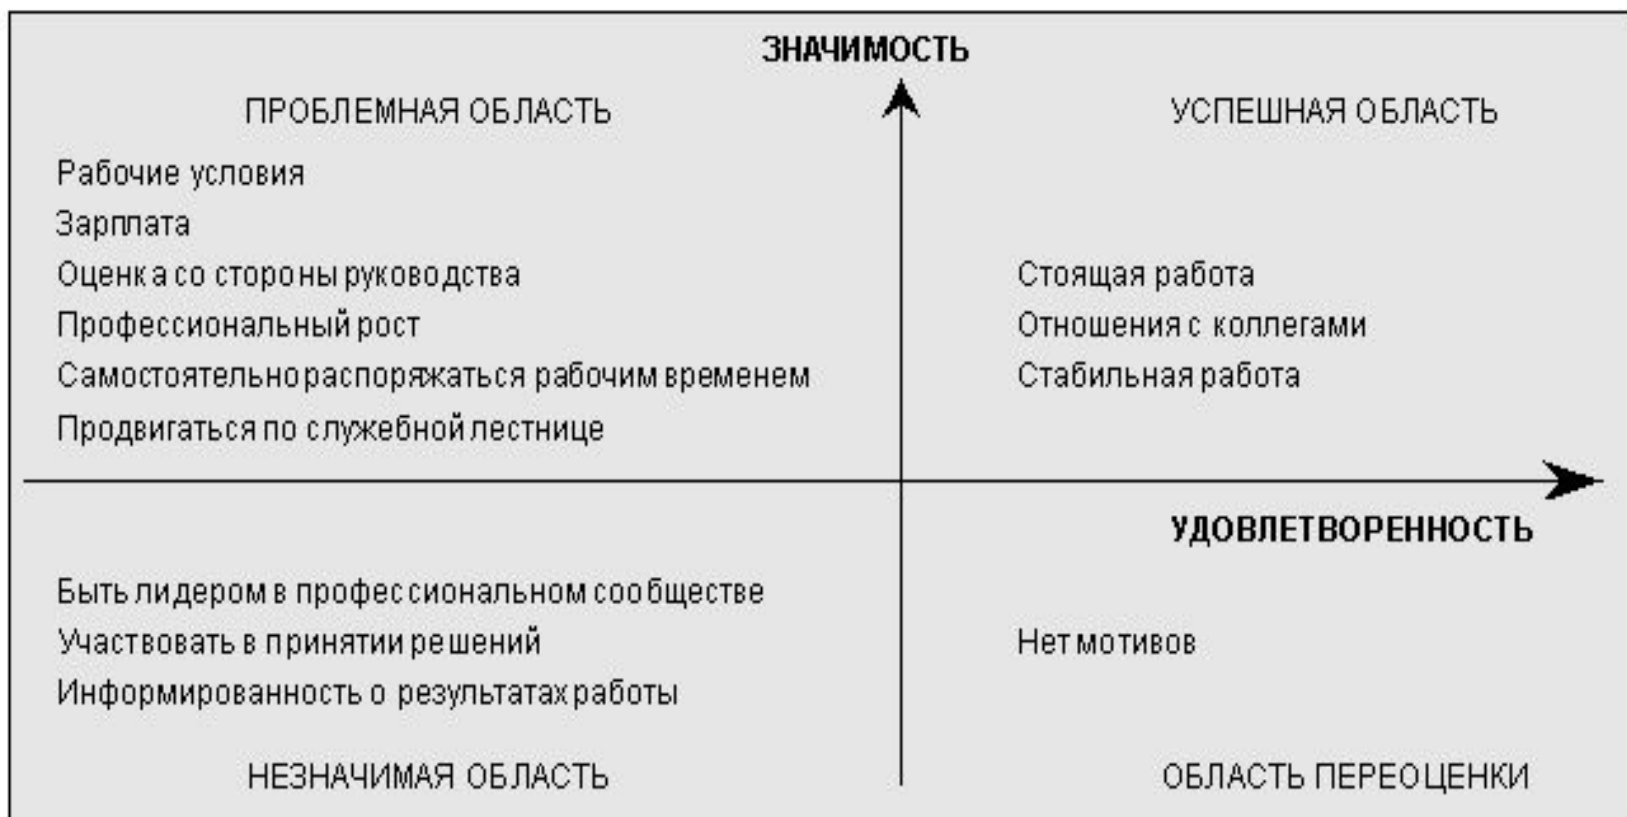 ЗНАЧИМОСТЬ
ПРОБЛЕМНАЯ ОБЛАСТЬ
УСПЕШНАЯ ОБЛАСТЬ
Рабочие условия
Зарплата
Оценка со стороны руководства
Профессиональный рост
Самостоятельно распоряжаться рабочим временем
Продвигаться по служебной лестнице
Стоящая работа
Отношения с коллегами
Стабильная работа
УДОВЛЕТВОРЕННОСТЬ
Быть лидером в профессиональном сообществе
Участвовать в принятии решений
Информированность о результатах работы
НЕЗНАЧИМАЯ ОБЛАСТЬ
Нет мотивов
ОБЛАСТЬ ПЕРЕОЦЕНКИ